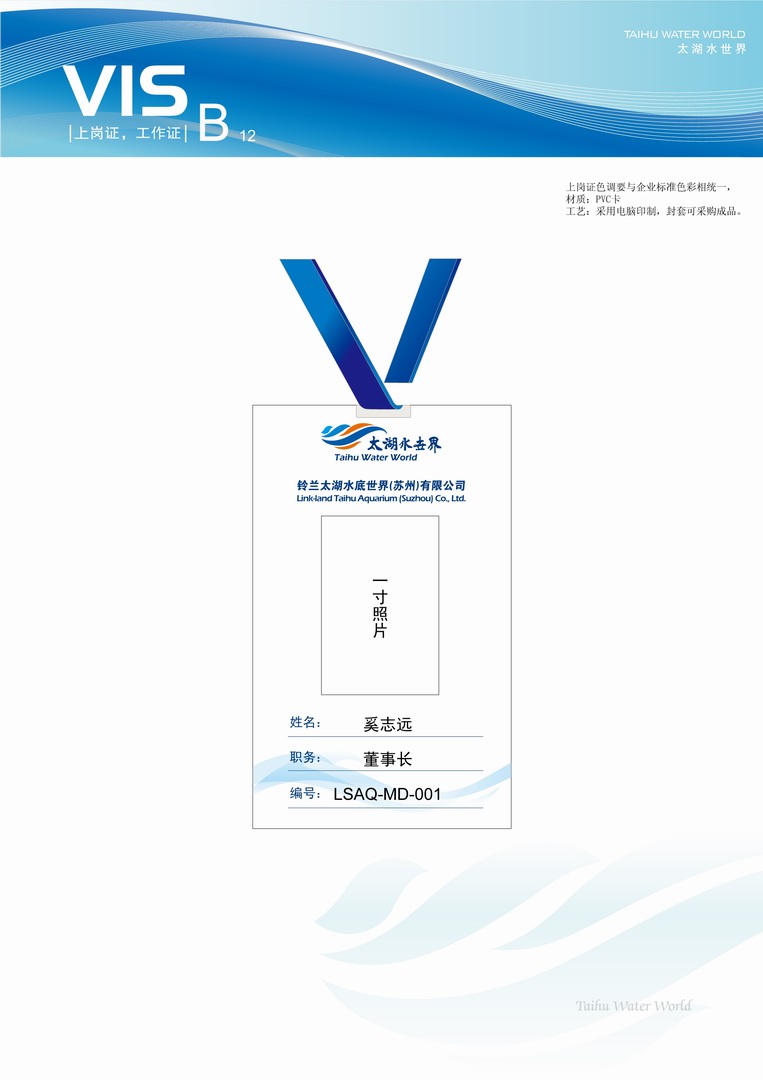 TAIHU WATER WORLD
太湖水世界
VIS
|上岗证，工作证| B 12
上岗证色调要与企业标准色彩相统一，
材质：PVC卡
工艺：采用电脑印制，封套可采购成品。
太湖水世界
Taihu Water World
铃兰太湖水底世界(苏州)有限公司
Link-land Taihu Aquarium (Suzhou) Co., Ltd.
一寸照片
姓名： 奚志远
职务： 董事长
编号： LSAQ-MD-001
Taihu Water World